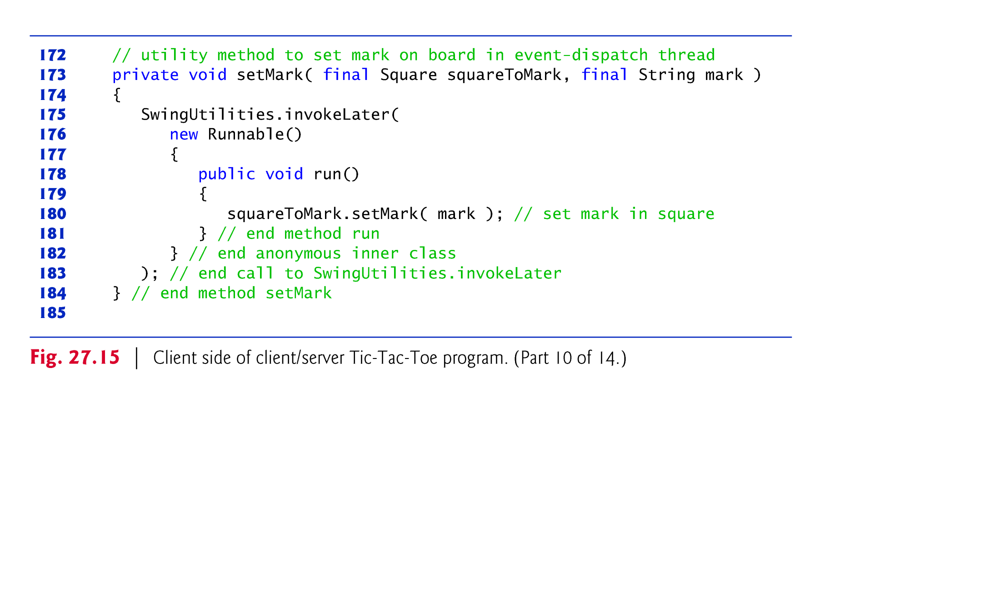 172 // utility method to set mark on board in event-dispatch thread
173 private void setMark( final Square squareToMark, final String mark )
174 {
175 SwingUtilities.invokeLater(
176 new Runnable()
177 {
178 public void run()
179 {
180 squareToMark.setMark( mark ); // set mark in square
181 } // end method run
182 } // end anonymous inner class
183 ); // end call to SwingUtilities.invokeLater
184 } // end method setMark
185
Fig. 27.15 | Client side of client/server Tic-Tac-Toe program. (Part 10 of 14.)